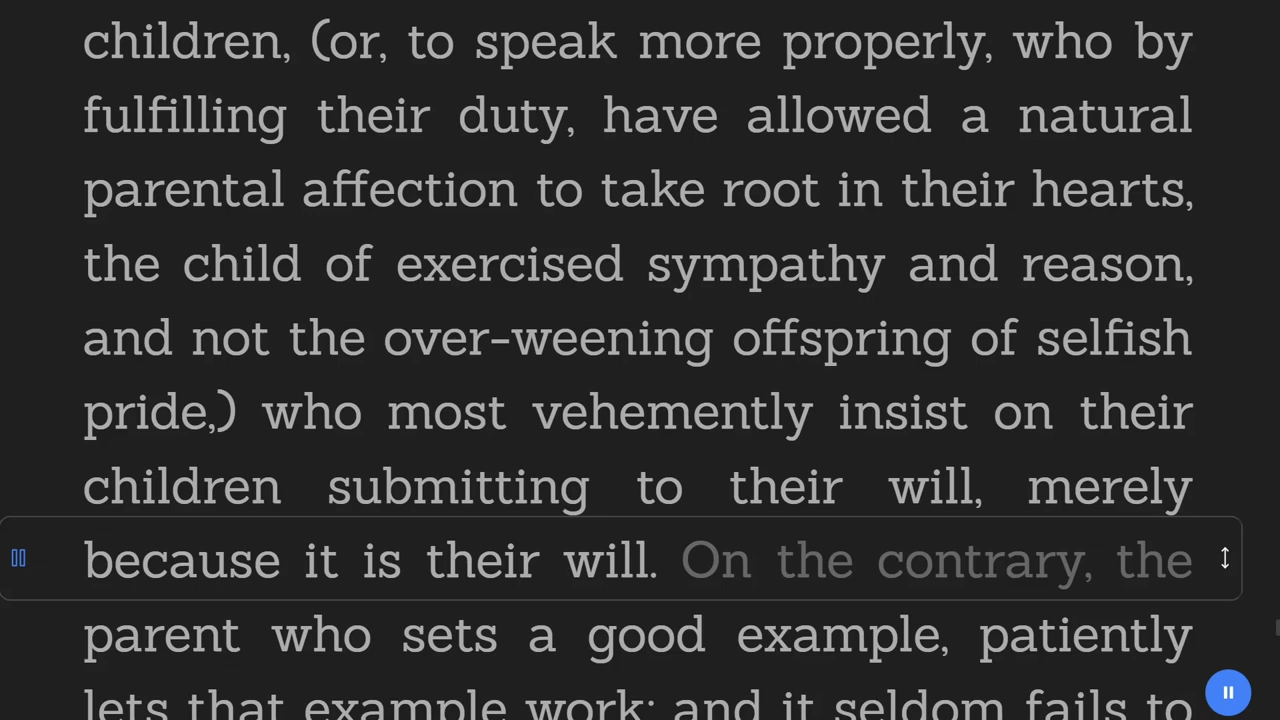 children, (or, to speak more properly, who by
fulfilling their duty, have allowed a natural
parental affection to take root in their hearts,
the child of exercised sympathy and reason,
and not the over-weening offspring of selfish
pride,) who most vehemently insist on their
children submitting to their will, merely
because it is their will. On the contrary, the
parent who sets a good example, patiently
lets that example work; and it seldom fails to